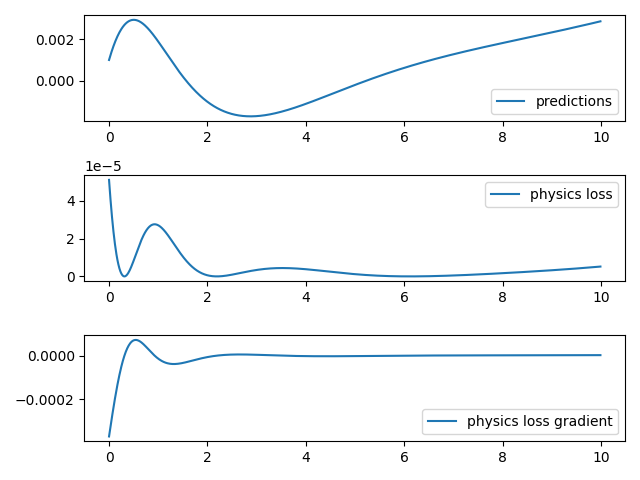 0.002
0.000
predictions
0 2 4 6 8 10
1e−5
4
2
0
physics loss
0 2 4 6 8 10
0.0000
−0.0002
physics loss gradient
0 2 4 6 8 10